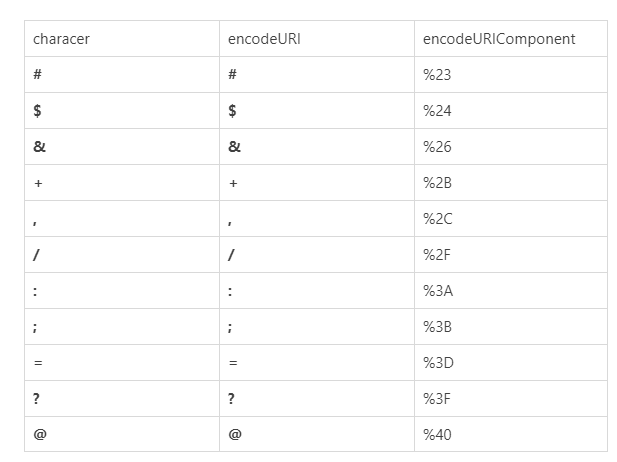 characer encodeURI encodeURIComponent
# # %23
$ $ %24
& & %26
+ + %2B
, , %2C
/ / %2F
: : %3A
; ; %3B
= = %3D
? ? %3F
@ @ %40